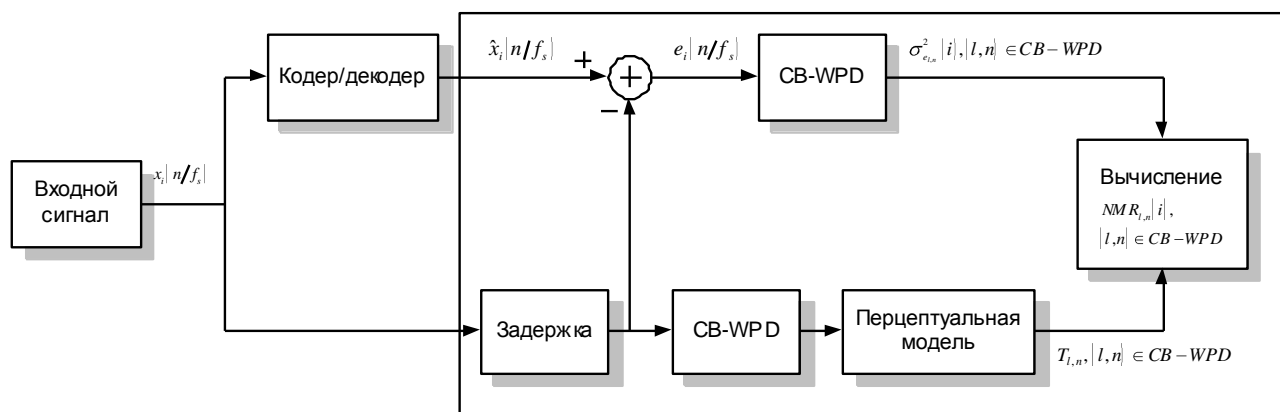 x̂ᵢ|n/fₛ|
eᵢ|n/fₛ|
σ²ₑₗ,ₙ|i|,|l,n| ∈ CB−WPD
Кодер/декодер
+
+
CB-WPD
−
xᵢ|n/fₛ|
Входной
сигнал
Вычисление
NMRₗ,ₙ|i|,
|l,n| ∈ CB−WPD
Задержка
CB-WPD
Перцептуальная
модель
Tₗ,ₙ,|l,n| ∈ CB−WPD